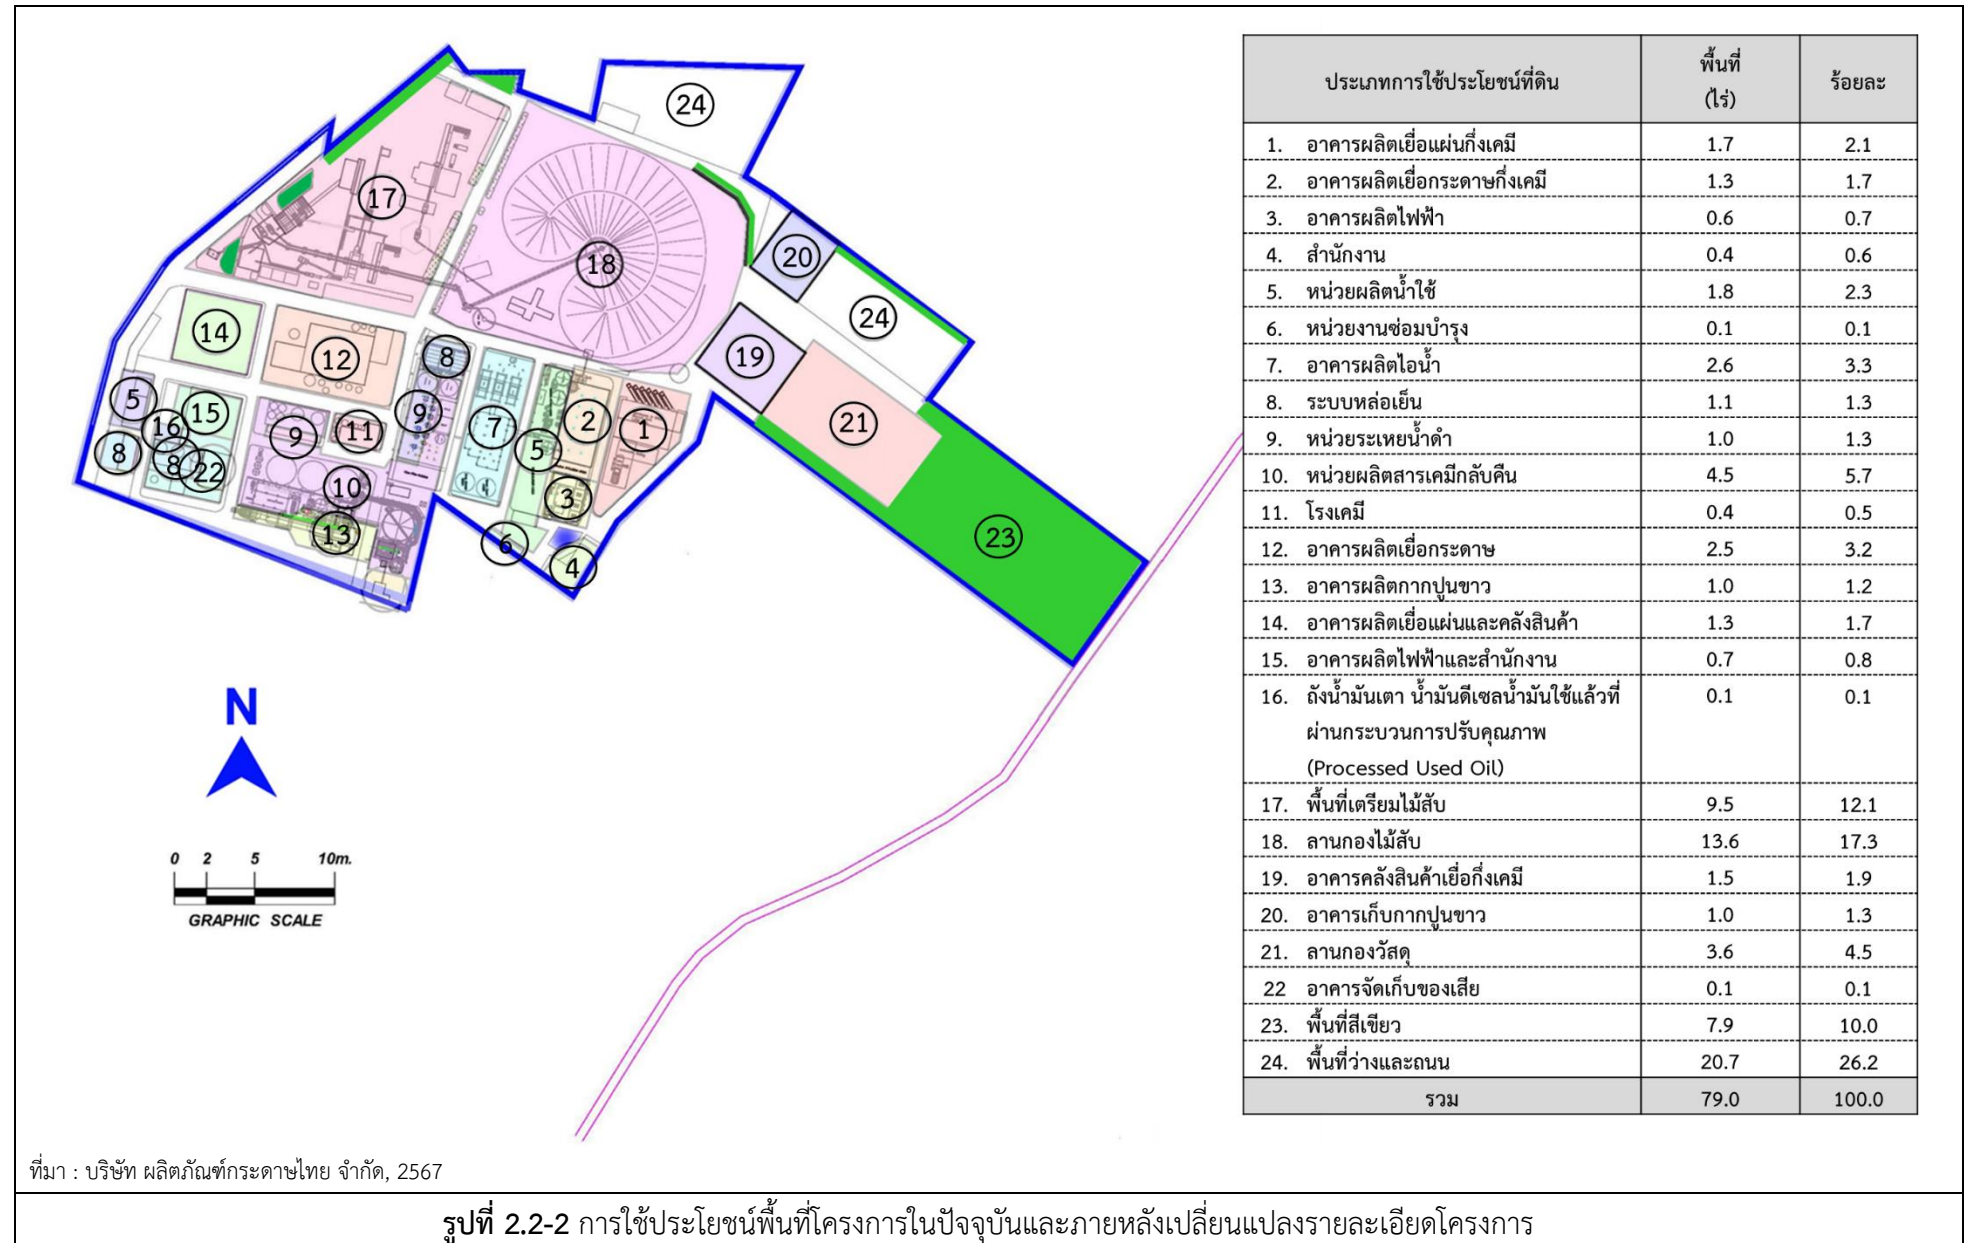 24
17
18
20
24
14
12
8
19
5
15
16
9
11
9
7
2
1
21
5
8
8
22
10
3
13
6
4
23
N
0 2 5 10m.
GRAPHIC SCALE
ประเภทการใช้ประโยชน์ที่ดิน พื้นที่ (ไร่) ร้อยละ
1. อาคารผลิตเยื่อแผ่นกึ่งเคมี 1.7 2.1
2. อาคารผลิตเยื่อกระดาษกึ่งเคมี 1.3 1.7
3. อาคารผลิตไฟฟ้า 0.6 0.7
4. สำนักงาน 0.4 0.6
5. หน่วยผลิตน้ำใช้ 1.8 2.3
6. หน่วยงานซ่อมบำรุง 0.1 0.1
7. อาคารผลิตไอน้ำ 2.6 3.3
8. ระบบหล่อเย็น 1.1 1.3
9. หน่วยระเหยน้ำดำ 1.0 1.3
10. หน่วยผลิตสารเคมีกลับคืน 4.5 5.7
11. โรงเคมี 0.4 0.5
12. อาคารผลิตเยื่อกระดาษ 2.5 3.2
13. อาคารผลิตกากปูนขาว 1.0 1.2
14. อาคารผลิตเยื่อแผ่นและคลังสินค้า 1.3 1.7
15. อาคารผลิตไฟฟ้าและสำนักงาน 0.7 0.8
16. ถังน้ำมันเตา น้ำมันดีเซลน้ำมันใช้แล้วที่ 0.1 0.1
ผ่านกระบวนการปรับคุณภาพ
(Processed Used Oil)
17. พื้นที่เตรียมไม้สับ 9.5 12.1
18. ลานกองไม้สับ 13.6 17.3
19. อาคารคลังสินค้าเยื่อกึ่งเคมี 1.5 1.9
20. อาคารเก็บกากปูนขาว 1.0 1.3
21. ลานกองวัสดุ 3.6 4.5
22 อาคารจัดเก็บของเสีย 0.1 0.1
23. พื้นที่สีเขียว 7.9 10.0
24. พื้นที่ว่างและถนน 20.7 26.2
รวม 79.0 100.0
ที่มา : บริษัท ผลิตภัณฑ์กระดาษไทย จำกัด, 2567
รูปที่ 2.2-2 การใช้ประโยชน์พื้นที่โครงการในปัจจุบันและภายหลังเปลี่ยนแปลงรายละเอียดโครงการ